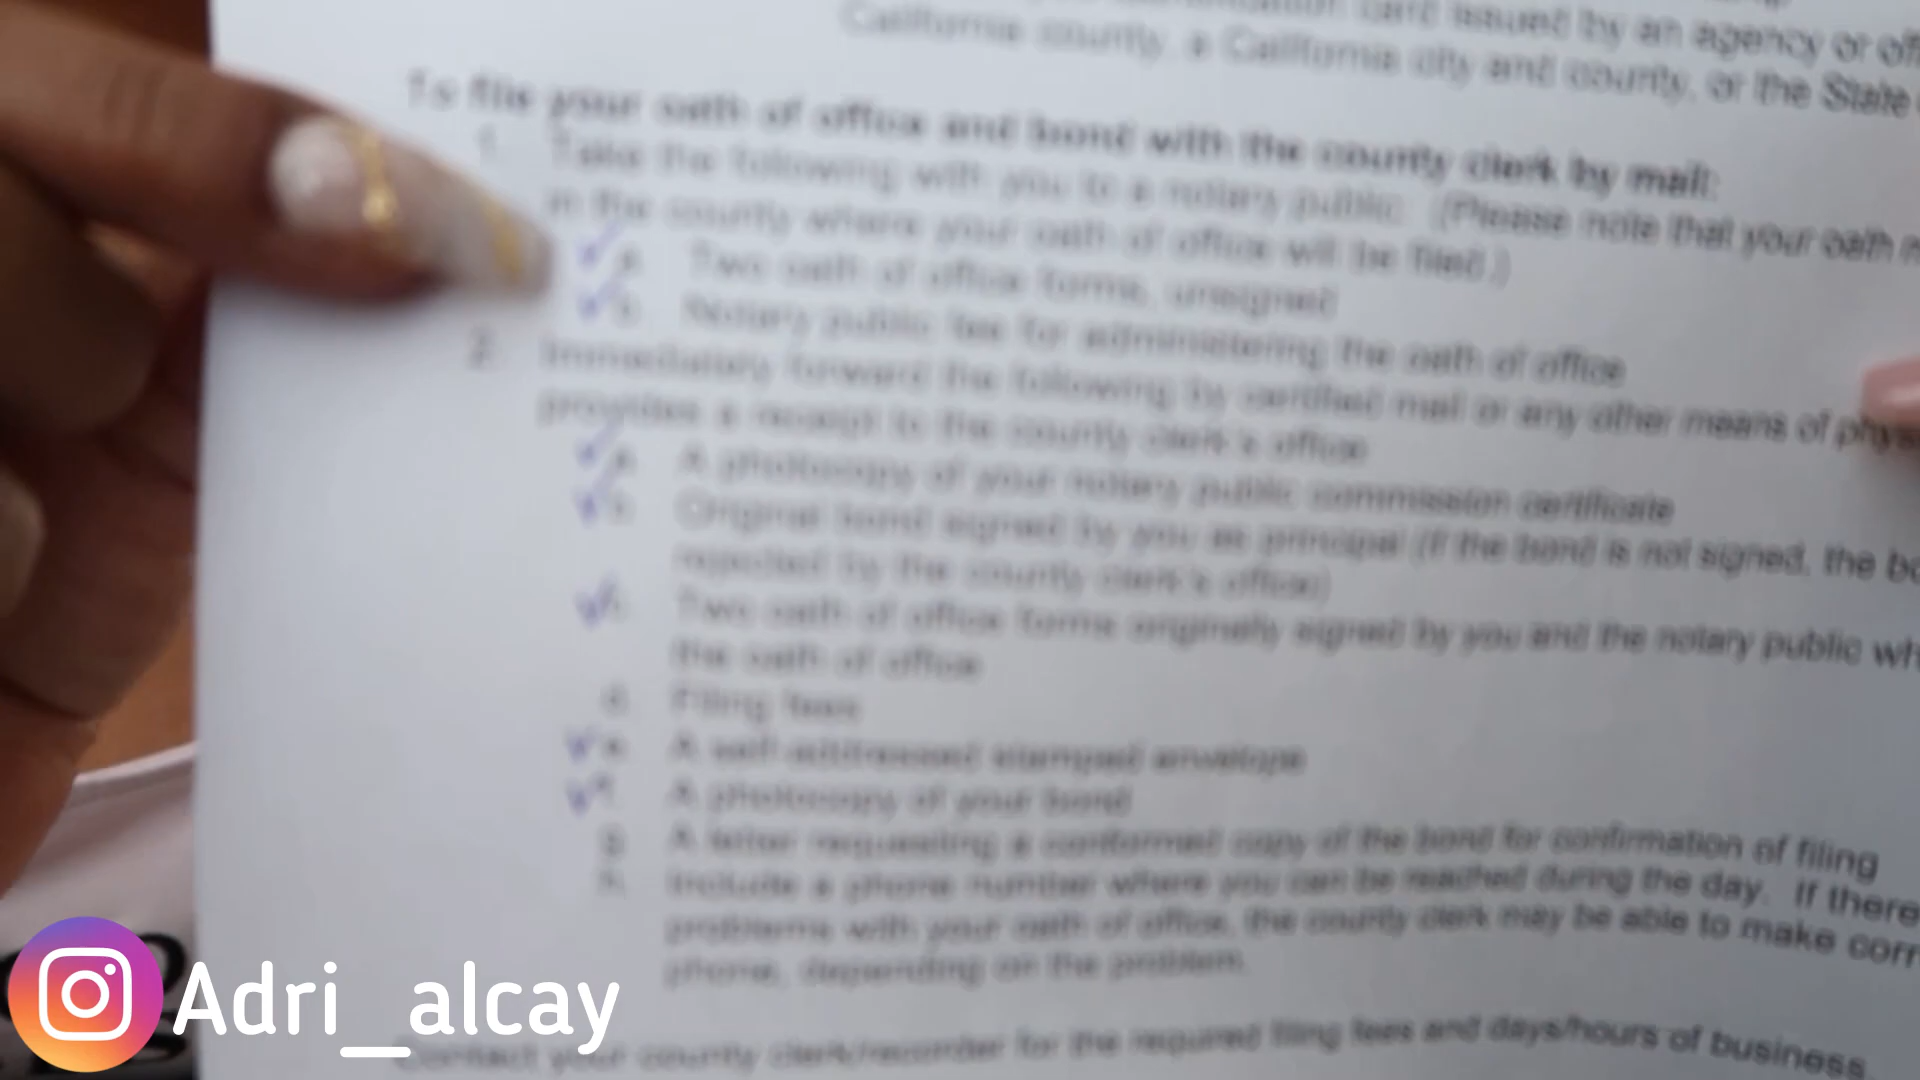 identification card issued by an agency or
California county, a California city and county, or the State
To file your oath of office and bond with the county clerk by mail:
1. Take the following with you to a notary public. (Please note that your oath
in the county where your oath of office will be filed.)
a. Two oath of office forms, unsigned
b. Notary public fee for administering the oath of office
2. Immediately forward the following by certified mail or any other means of
provides a receipt to the county clerk's office
a. A photocopy of your notary public commission certificate
b. Original bond signed by you as principal (if the bond is not signed, the
rejected by the county clerk's office)
c. Two oath of office forms originally signed by you and the notary public
the oath of office
d. Filing fees
e. A self addressed stamped envelope
f. A photocopy of your bond
g. A letter requesting a conformed copy of the bond for confirmation of filing
h. Include a phone number where you can be reached during the day. If there
problems with your oath of office, the county clerk may be able to make
phone, depending on the problem.
Contact your county clerk/recorder for the required filing fees and days/hours of business.
Adri__alcay